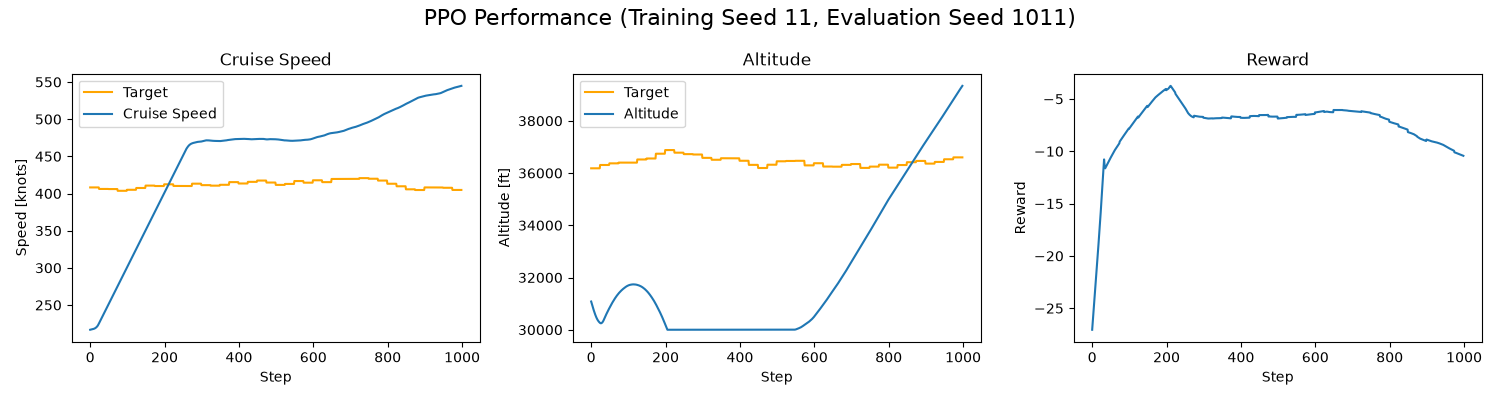 PPO Performance (Training Seed 11, Evaluation Seed 1011)
Cruise Speed
Target
Cruise Speed
Speed [knots]
550
500
450
400
350
300
250
0 200 400 600 800 1000
Step
Altitude
Target
Altitude
Altitude [ft]
38000
36000
34000
32000
30000
0 200 400 600 800 1000
Step
Reward
Reward
−5
−10
−15
−20
−25
0 200 400 600 800 1000
Step